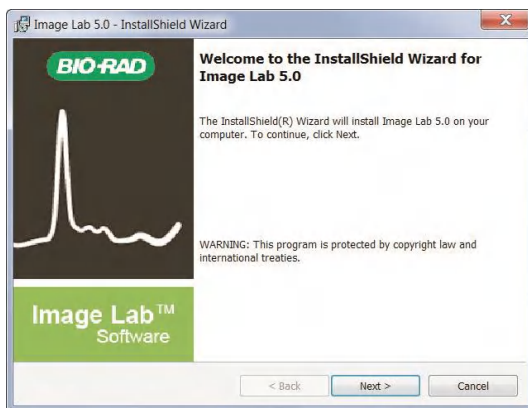 Image Lab 5.0 - InstallShield Wizard
BIO-RAD
Welcome to the InstallShield Wizard for
Image Lab 5.0
The InstallShield(R) Wizard will install Image Lab 5.0 on your
computer. To continue, click Next.
WARNING: This program is protected by copyright law and
international treaties.
Image Lab™
Software
< Back
Next >
Cancel